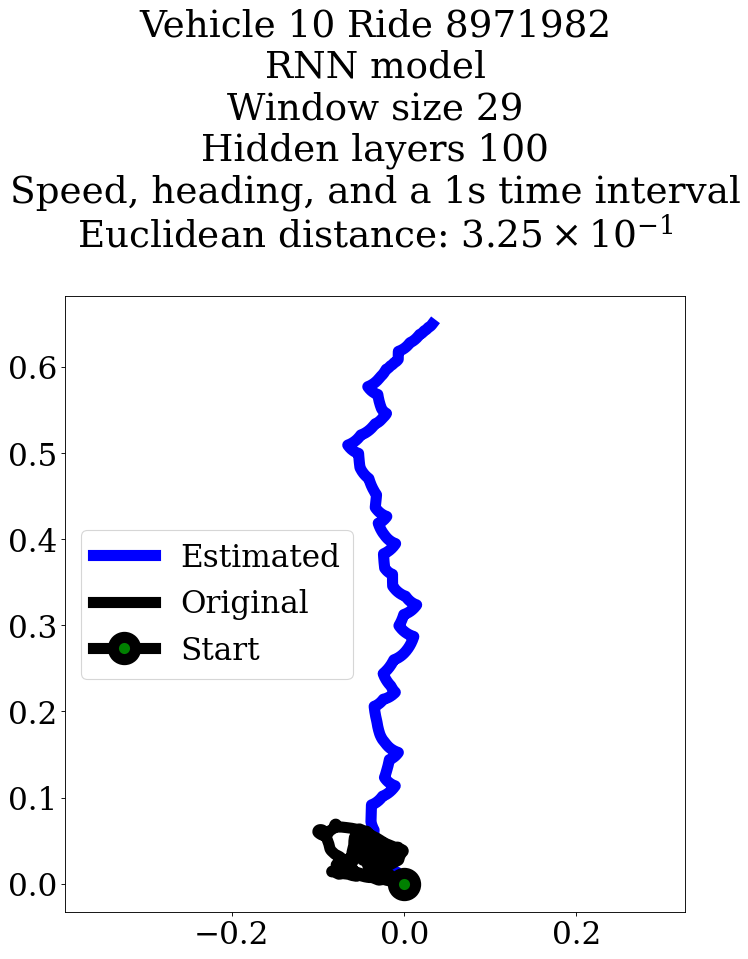 Vehicle 10 Ride 8971982
RNN model
Window size 29
Hidden layers 100
Speed, heading, and a 1s time interval
Euclidean distance: 3.25 × 10⁻¹
0.6
0.5
0.4
0.3
0.2
0.1
0.0
Estimated
Original
Start
−0.2 0.0 0.2